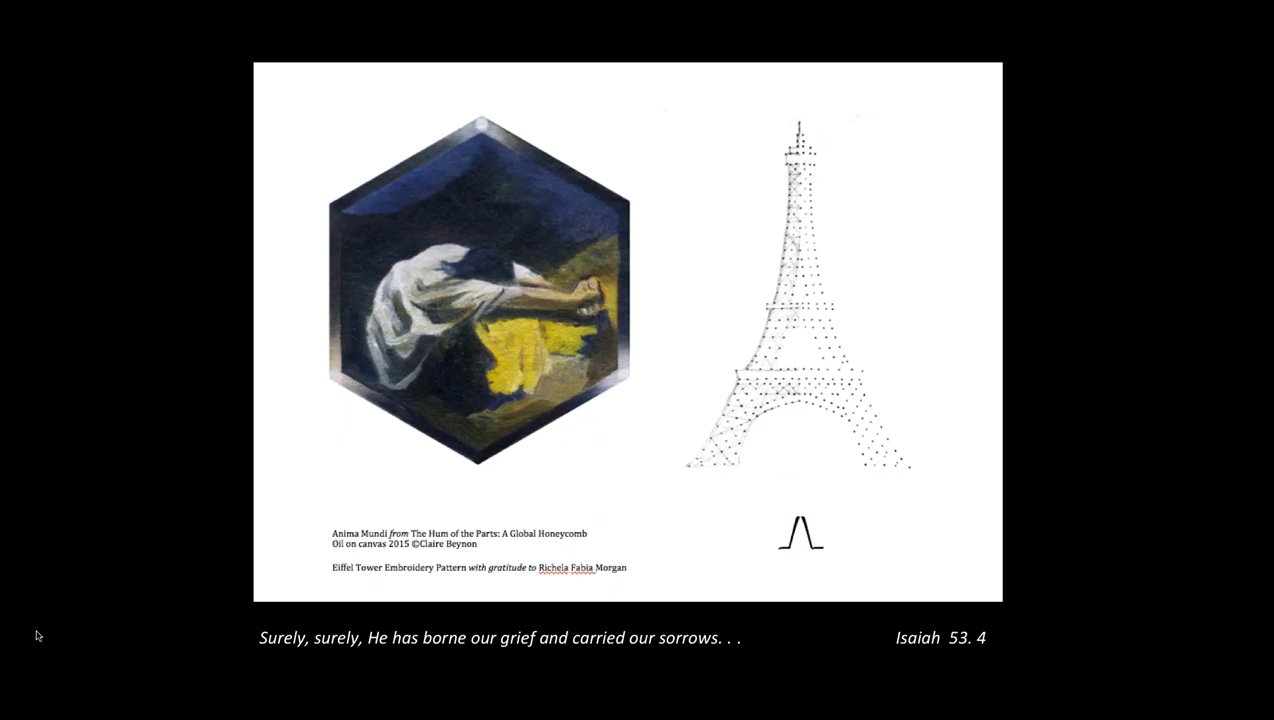 Anima Mundi from The Hum of the Parts: A Global Honeycomb
Oil on canvas 2015 ©Claire Beynon
Eiffel Tower Embroidery Pattern with gratitude to Richela Fabia Morgan
Surely, surely, He has borne our grief and carried our sorrows. . . Isaiah 53. 4